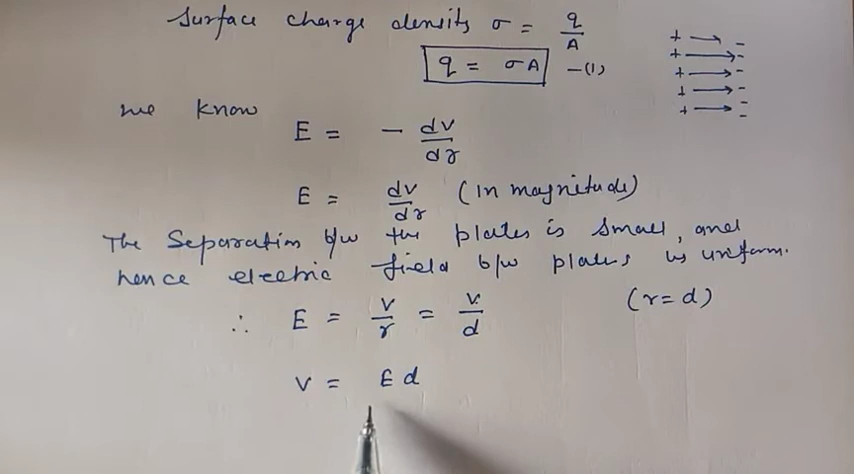 Surface charge density σ = q/A
q = σA -(1)
+ → -
+ → -
+ → -
+ → -
+ → -
we know
E = - dv/dr
E = dv/dr (in magnitude)
The Separation b/w the plates is small, and
hence electric field b/w plates is uniform.
∴ E = v/r = v/d (r=d)
v = Ed